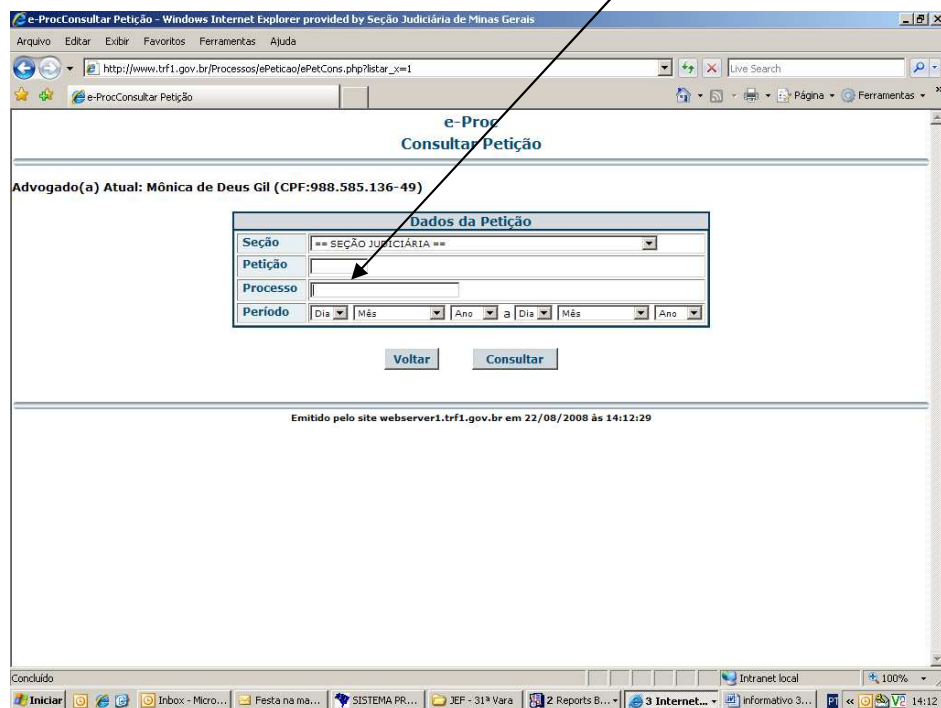 e-ProcConsultar Petição - Windows Internet Explorer provided by Seção Judiciária de Minas Gerais
Arquivo Editar Exibir Favoritos Ferramentas Ajuda
http://www.trf1.gov.br/Processos/ePeticao/ePetCons.php?listar_x=1 Live Search
e-ProcConsultar Petição Página Ferramentas
e-Proc
Consultar Petição
Advogado(a) Atual: Mônica de Deus Gil (CPF:988.585.136-49)
Dados da Petição
Seção == SEÇÃO JUDICIÁRIA ==
Petição
Processo
Período Dia Mês Ano a Dia Mês Ano
Voltar Consultar
Emitido pelo site webserver1.trf1.gov.br em 22/08/2008 às 14:12:29
Concluído Intranet local 100%
Iniciar Inbox - Micro... Festa na ma... SISTEMA PR... JEF - 31ª Vara 2 Reports B... 3 Internet... informativo 3... PT « 14:12